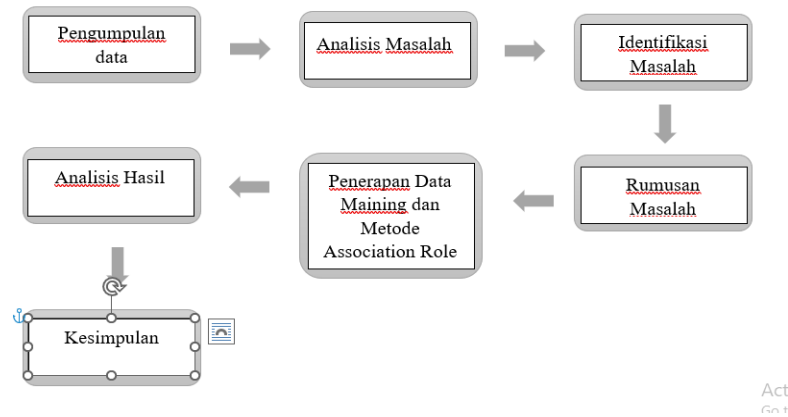 Pengumpulan
data
Analisis Masalah
Identifikasi
Masalah
Rumusan
Masalah
Penerapan Data
Maining dan
Metode
Association Role
Analisis Hasil
Kesimpulan
Act
Go t